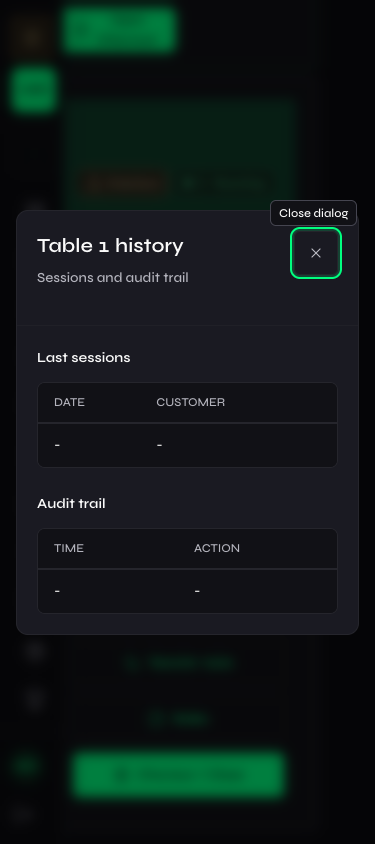 Close dialog
Table 1 history
Sessions and audit trail
Last sessions
DATE CUSTOMER
- -
Audit trail
TIME ACTION
- -